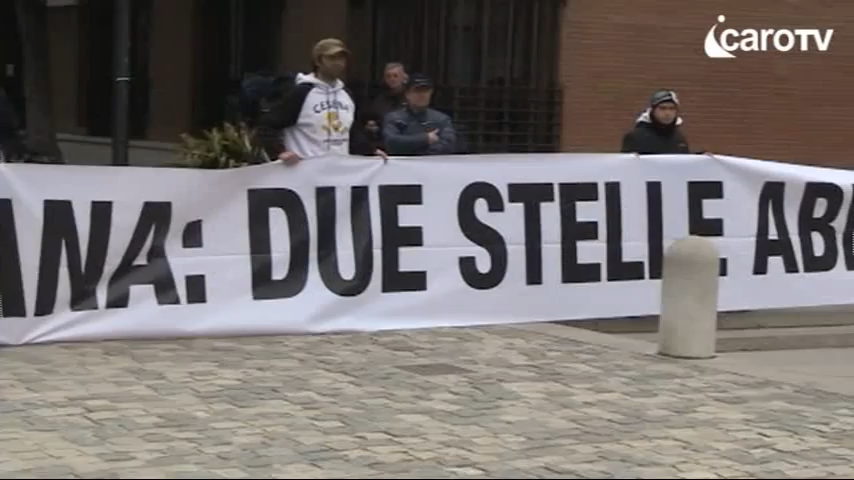 icaroTV
CESENA
ANA: DUE STELLE AB